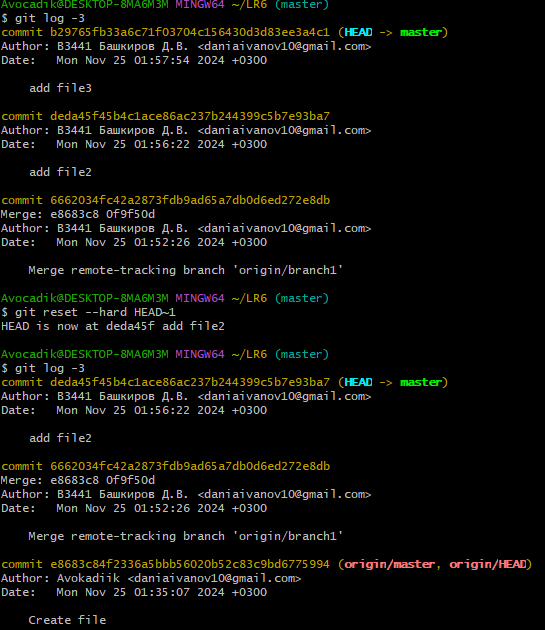 Avocadik@DESKTOP-8MA6M3M MINGW64 ~/LR6 (master)
$ git log -3
commit b29765fb33a6c71f03704c156430d3d83ee3a4c1 (HEAD -> master)
Author: В3441 Башкиров Д.В. <daniaivanov10@gmail.com>
Date:   Mon Nov 25 01:57:54 2024 +0300
    add file3
commit deda45f45b4c1ace86ac237b244399c5b7e93ba7
Author: В3441 Башкиров Д.В. <daniaivanov10@gmail.com>
Date:   Mon Nov 25 01:56:22 2024 +0300
    add file2
commit 6662034fc42a2873fdb9ad65a7db0d6ed272e8db
Merge: e8683c8 0f9f50d
Author: В3441 Башкиров Д.В. <daniaivanov10@gmail.com>
Date:   Mon Nov 25 01:52:26 2024 +0300
    Merge remote-tracking branch 'origin/branch1'
Avocadik@DESKTOP-8MA6M3M MINGW64 ~/LR6 (master)
$ git reset --hard HEAD~1
HEAD is now at deda45f add file2
Avocadik@DESKTOP-8MA6M3M MINGW64 ~/LR6 (master)
$ git log -3
commit deda45f45b4c1ace86ac237b244399c5b7e93ba7 (HEAD -> master)
Author: В3441 Башкиров Д.В. <daniaivanov10@gmail.com>
Date:   Mon Nov 25 01:56:22 2024 +0300
    add file2
commit 6662034fc42a2873fdb9ad65a7db0d6ed272e8db
Merge: e8683c8 0f9f50d
Author: В3441 Башкиров Д.В. <daniaivanov10@gmail.com>
Date:   Mon Nov 25 01:52:26 2024 +0300
    Merge remote-tracking branch 'origin/branch1'
commit e8683c84f2336a5bbb56020b52c83c9bd6775994 (origin/master, origin/HEAD)
Author: Avokadiik <daniaivanov10@gmail.com>
Date:   Mon Nov 25 01:35:07 2024 +0300
    Create file